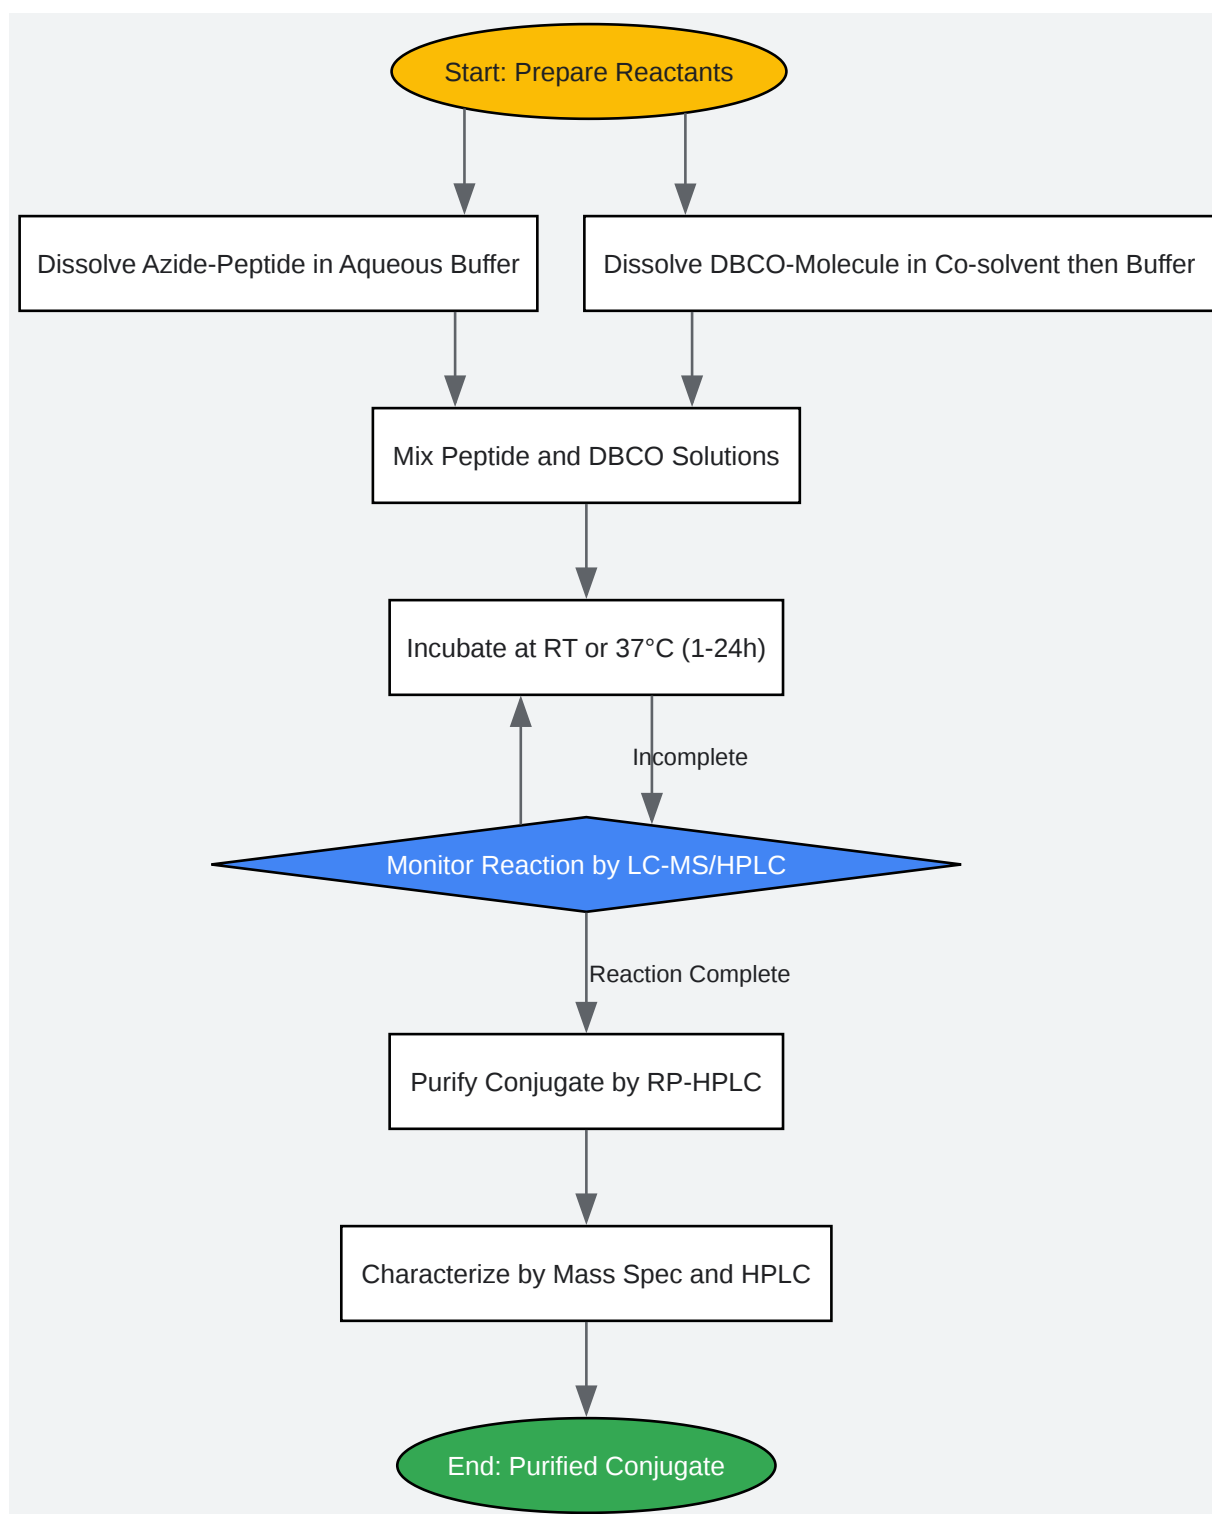 Start: Prepare Reactants
Dissolve Azide-Peptide in Aqueous Buffer
Dissolve DBCO-Molecule in Co-solvent then Buffer
Mix Peptide and DBCO Solutions
Incubate at RT or 37°C (1-24h)
Incomplete
Monitor Reaction by LC-MS/HPLC
Reaction Complete
Purify Conjugate by RP-HPLC
Characterize by Mass Spec and HPLC
End: Purified Conjugate